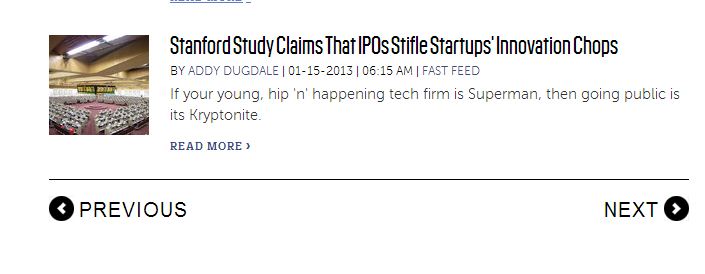 Stanford Study Claims That IPOs Stifle Startups' Innovation Chops
BY ADDY DUGDALE | 01-15-2013 | 06:15 AM | FAST FEED
If your young, hip 'n' happening tech firm is Superman, then going public is
its Kryptonite.
READ MORE ›
PREVIOUS
NEXT